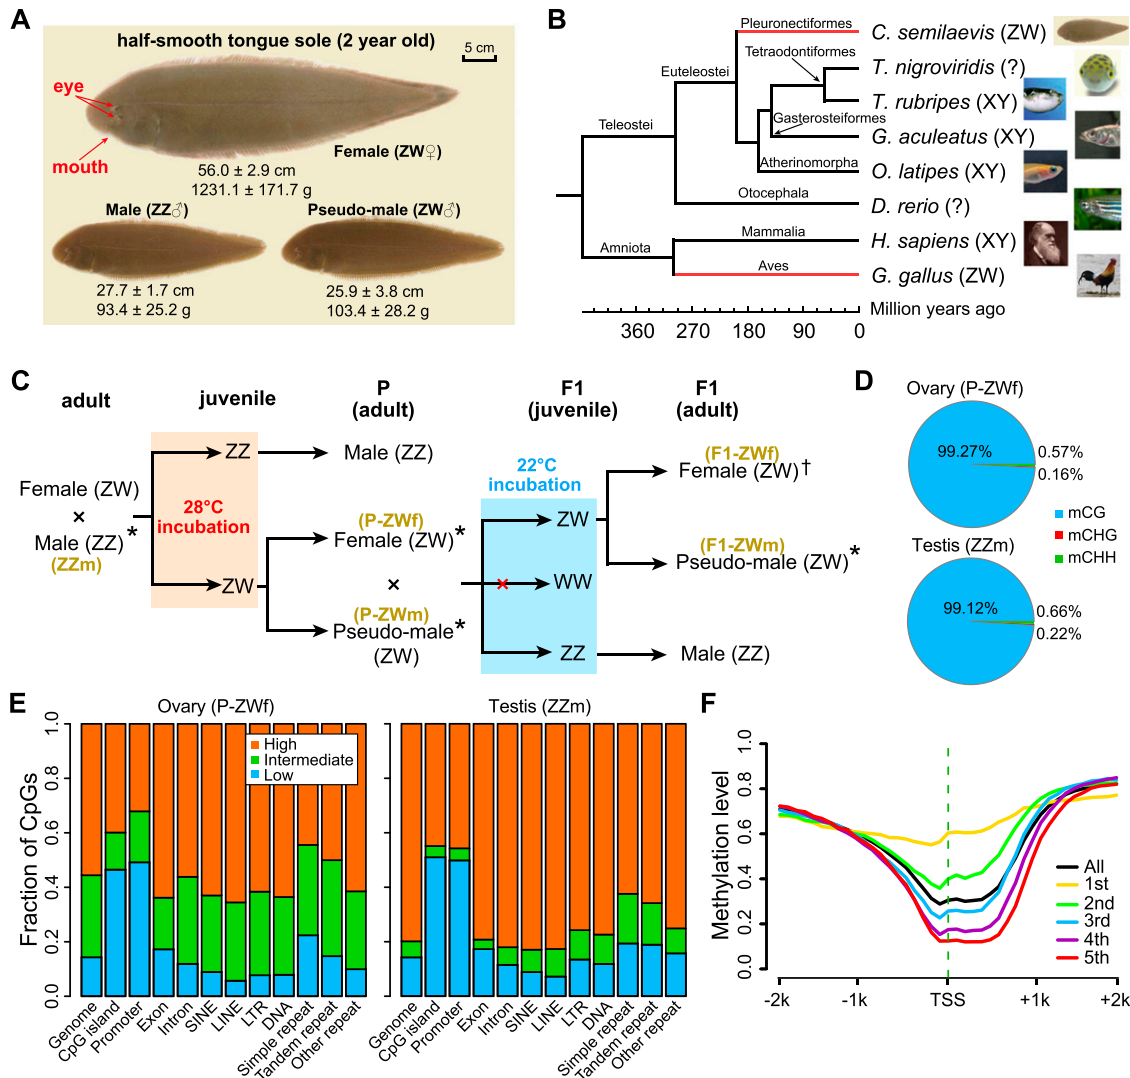 A
half-smooth tongue sole (2 year old)
5 cm
eye
mouth
Female (ZW♀)
56.0 ± 2.9 cm
1231.1 ± 171.7 g
Male (ZZ♂)
Pseudo-male (ZW♂)
27.7 ± 1.7 cm
93.4 ± 25.2 g
25.9 ± 3.8 cm
103.4 ± 28.2 g
B
Pleuronectiformes
C. semilaevis (ZW)
Tetraodontiformes
T. nigroviridis (?)
Euteleostei
T. rubripes (XY)
Gasterosteiformes
Teleostei
G. aculeatus (XY)
Atherinomorpha
O. latipes (XY)
Otocephala
D. rerio (?)
Mammalia
H. sapiens (XY)
Amniota
Aves
G. gallus (ZW)
Million years ago
360 270 180 90 0
C
adult
juvenile
P
(adult)
F1
(juvenile)
F1
(adult)
ZZ
Male (ZZ)
Female (ZW)
×
Male (ZZ)*
(ZZm)
28°C
incubation
ZW
(P-ZWf)
Female (ZW)*
×
(P-ZWm)
Pseudo-male*
(ZW)
22°C
incubation
ZW
×
WW
ZZ
(F1-ZWf)
Female (ZW)†
(F1-ZWm)
Pseudo-male (ZW)*
Male (ZZ)
D
Ovary (P-ZWf)
99.27%
0.57%
0.16%
mCG
mCHG
mCHH
Testis (ZZm)
99.12%
0.66%
0.22%
E
Ovary (P-ZWf)
Testis (ZZm)
Fraction of CpGs
1.0
0.8
0.6
0.4
0.2
0.0
High
Intermediate
Low
Genome
CpG island
Promoter
Exon
Intron
SINE
LINE
LTR
DNA
Simple repeat
Tandem repeat
Other repeat
Genome
CpG island
Promoter
Exon
Intron
SINE
LINE
LTR
DNA
Simple repeat
Tandem repeat
Other repeat
F
Methylation level
1.0
0.8
0.6
0.4
0.2
0.0
All
1st
2nd
3rd
4th
5th
-2k -1k TSS +1k +2k